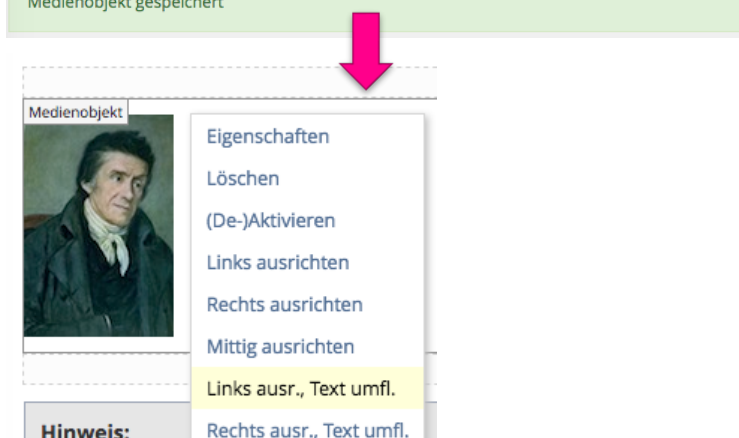 Medienobjekt gespeichert
Medienobjekt
Eigenschaften
Löschen
(De-)Aktivieren
Links ausrichten
Rechts ausrichten
Mittig ausrichten
Links ausr., Text umfl.
Hinweis:
Rechts ausr., Text umfl.